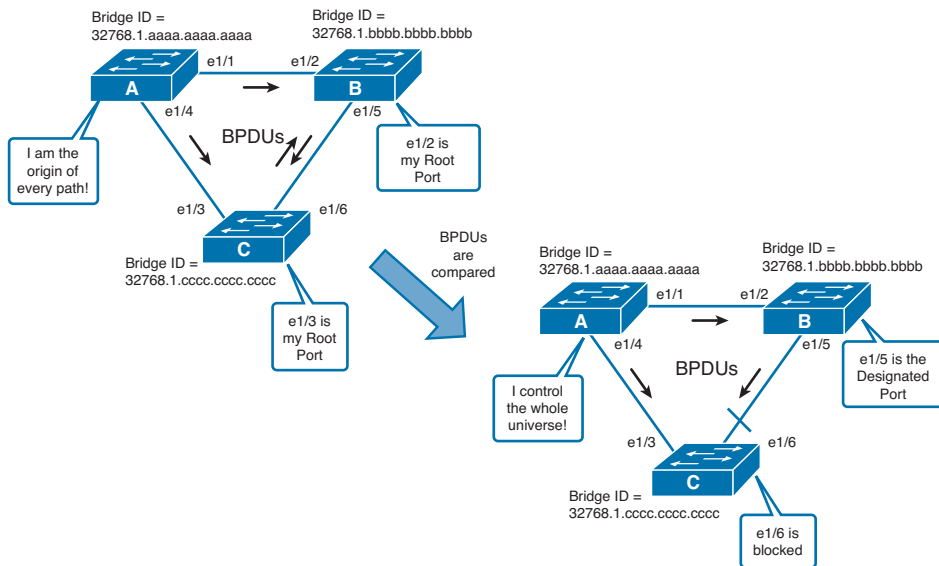 Bridge ID =
32768.1.aaaa.aaaa.aaaa
Bridge ID =
32768.1.bbbb.bbbb.bbbb
e1/1
e1/2
A
B
e1/4
e1/5
I am the
origin of
every path!
BPDUs
e1/2 is
my Root
Port
e1/3
e1/6
C
Bridge ID =
32768.1.cccc.cccc.cccc
e1/3 is
my Root
Port
BPDUs
are
compared
Bridge ID =
32768.1.aaaa.aaaa.aaaa
Bridge ID =
32768.1.bbbb.bbbb.bbbb
e1/1
e1/2
A
B
e1/4
e1/5
I control
the whole
universe!
BPDUs
e1/5 is the
Designated
Port
e1/3
e1/6
C
Bridge ID =
32768.1.cccc.cccc.cccc
e1/6 is
blocked